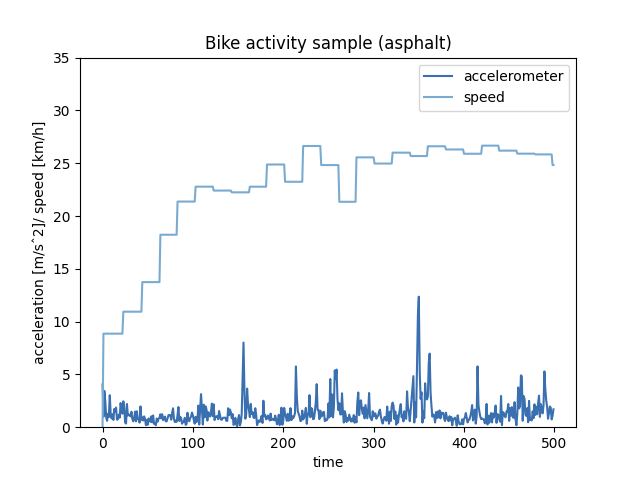 Bike activity sample (asphalt)
accelerometer
speed
35
30
25
20
15
10
5
0
acceleration [m/sˆ2]/ speed [km/h]
0 100 200 300 400 500
time